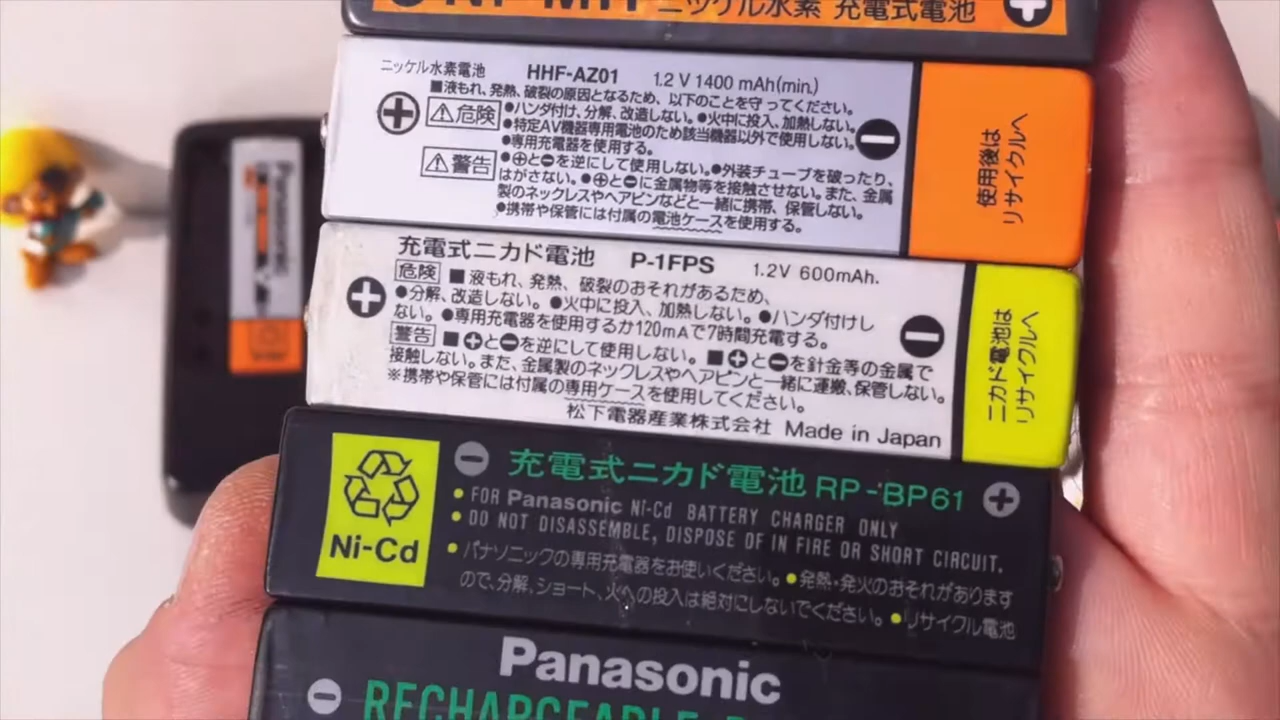 NI-MH ニッケル水素 充電式電池
ニッケル水素電池 HHF-AZ01 1.2 V 1400 mAh(min.)
■液もれ、発熱、破裂の原因となるため、以下のことを守ってください。
危険 ●ハンダ付け、分解、改造しない。●火中に投入、加熱しない。
●特定AV機器専用電池のため該当機器以外で使用しない。
●専用充電器を使用する。
警告 ●⊕と⊖を逆にして使用しない。●外装チューブを破ったり、
はがさない。●⊕と⊖に金属物等を接触させない。また、金属
製のネックレスやヘアピンなどと一緒に携帯、保管しない。
●携帯や保管には付属の電池ケースを使用する。
使用後は
リサイクルへ
充電式ニカド電池 P-1FPS 1.2V 600mAh.
危険 ■液もれ、発熱、破裂のおそれがあるため、
●分解、改造しない。●火中に投入、加熱しない。●ハンダ付けし
ない。●専用充電器を使用するか120mAで7時間充電する。
警告 ■⊕と⊖を逆にして使用しない。■⊕と⊖を針金等の金属で
接触しない。また、金属製のネックレスやヘアピンと一緒に運搬、保管しない。
※携帯や保管には付属の専用ケースを使用してください。
松下電器産業株式会社 Made in Japan
ニカド電池は
リサイクルへ
Ni-Cd
充電式ニカド電池 RP-BP61
● FOR Panasonic Ni-Cd BATTERY CHARGER ONLY
● DO NOT DISASSEMBLE, DISPOSE OF IN FIRE OR SHORT CIRCUIT.
● パナソニックの専用充電器をお使いください。●発熱・発火のおそれがあります
ので、分解、ショート、火への投入は絶対にしないでください。●リサイクル電池
Panasonic
RECHARGEABLE
Panasonic